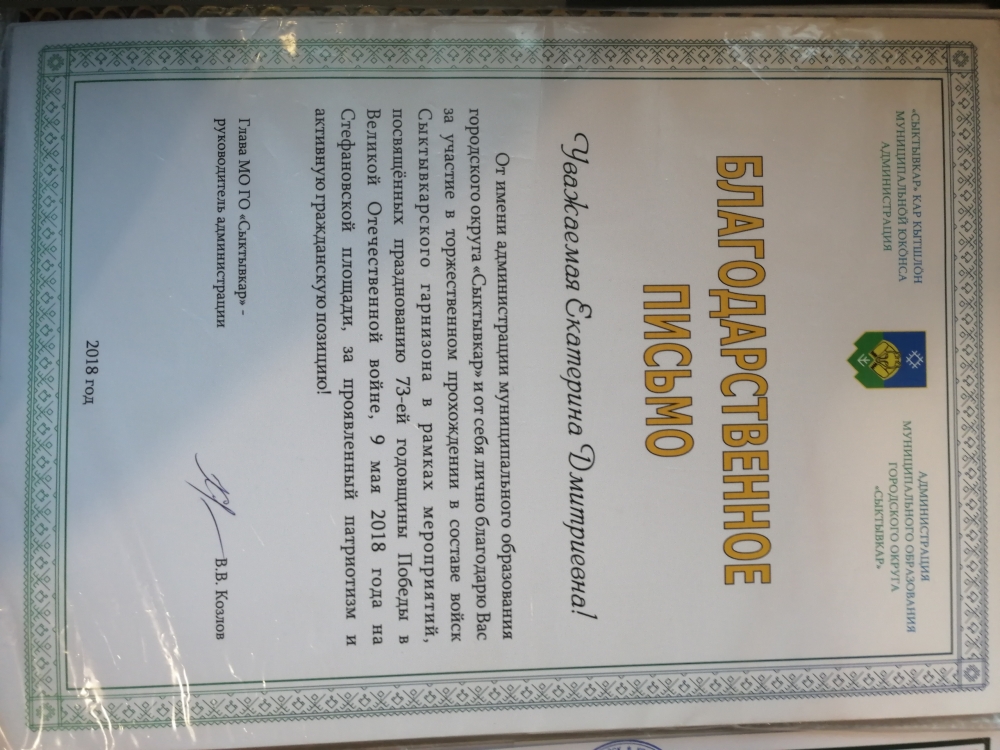 «СЫКТЫВКАР» КАР КЫТШЛӦН
МУНИЦИПАЛЬНӦЙ ЮКӦНСА
АДМИНИСТРАЦИЯ
АДМИНИСТРАЦИЯ
МУНИЦИПАЛЬНОГО ОБРАЗОВАНИЯ
ГОРОДСКОГО ОКРУГА
«СЫКТЫВКАР»
БЛАГОДАРСТВЕННОЕ
ПИСЬМО
Уважаемая Екатерина Дмитриевна!
От имени администрации муниципального образования
городского округа «Сыктывкар» и от себя лично благодарю Вас
за участие в торжественном прохождении в составе войск
Сыктывкарского гарнизона в рамках мероприятий,
посвящённых празднованию 73-ей годовщины Победы в
Великой Отечественной войне, 9 мая 2018 года на
Стефановской площади, за проявленный патриотизм и
активную гражданскую позицию!
Глава МО ГО «Сыктывкар» -
руководитель администрации
В.В. Козлов
2018 год